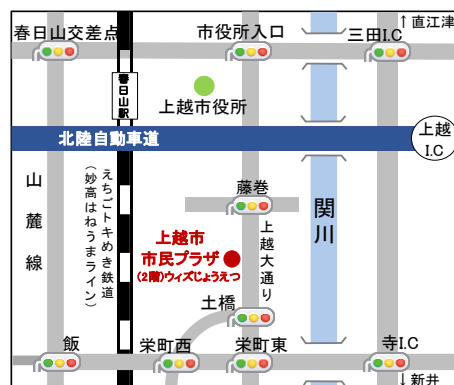 ↑直江津
春日山交差点
市役所入口
三田I.C
春日山駅
上越市役所
北陸自動車道
上越
I.C
山麓線
えちごトキめき鉄道
(妙高はねうまライン)
藤巻
関川
上越大通り
上越市
市民プラザ
(2階)ウィズじょうえつ
土橋
飯
栄町西
栄町東
寺I.C
↓新井